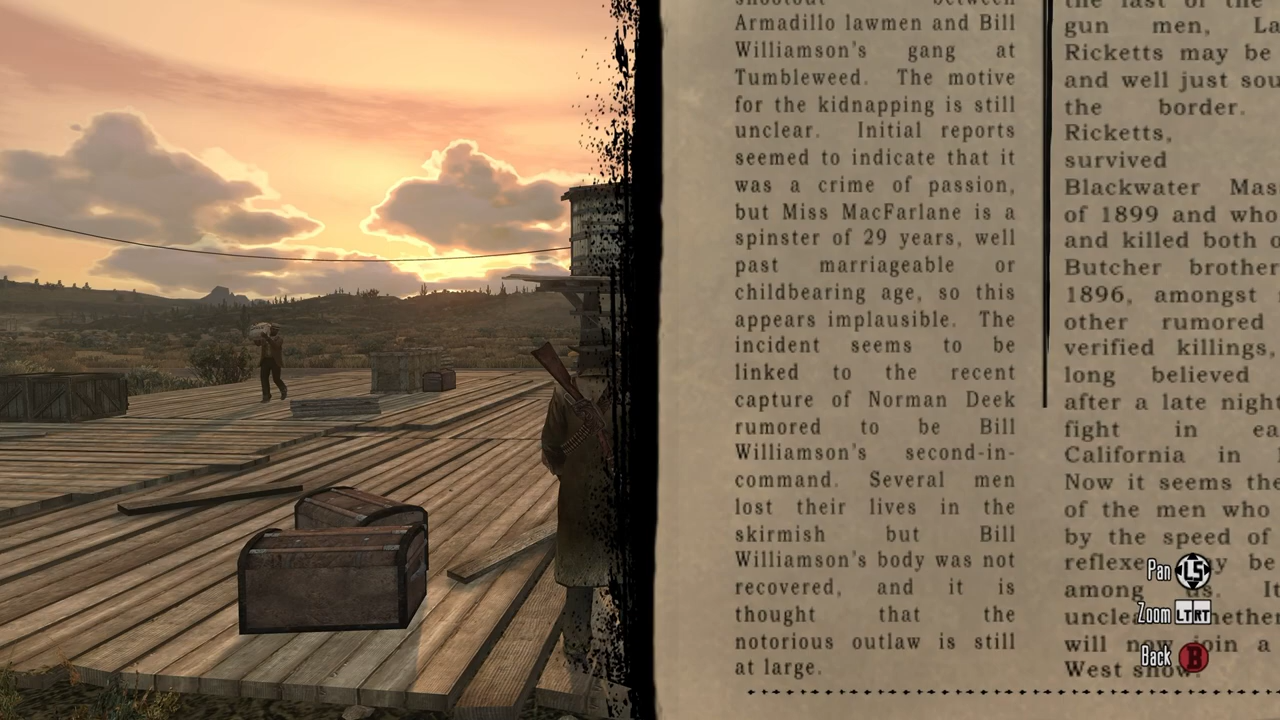 shootout between
Armadillo lawmen and Bill
Williamson's gang at
Tumbleweed. The motive
for the kidnapping is still
unclear. Initial reports
seemed to indicate that it
was a crime of passion,
but Miss MacFarlane is a
spinster of 29 years, well
past marriageable or
childbearing age, so this
appears implausible. The
incident seems to be
linked to the recent
capture of Norman Deek
rumored to be Bill
Williamson's second-in-
command. Several men
lost their lives in the
skirmish but Bill
Williamson's body was not
recovered, and it is
thought that the
notorious outlaw is still
at large.
the last of the
gun men,
Ricketts may be
and well just
the border.
Ricketts,
survived
Blackwater
of 1899 and who
and killed both
Butcher
1896, amongst
other rumored
verified killings,
long believed
after a late night
fight in
California in
Now it seems
of the men who
by the speed of
be
among us. It
will now join a
West show.
Pan LS
Zoom LT RT
Back B